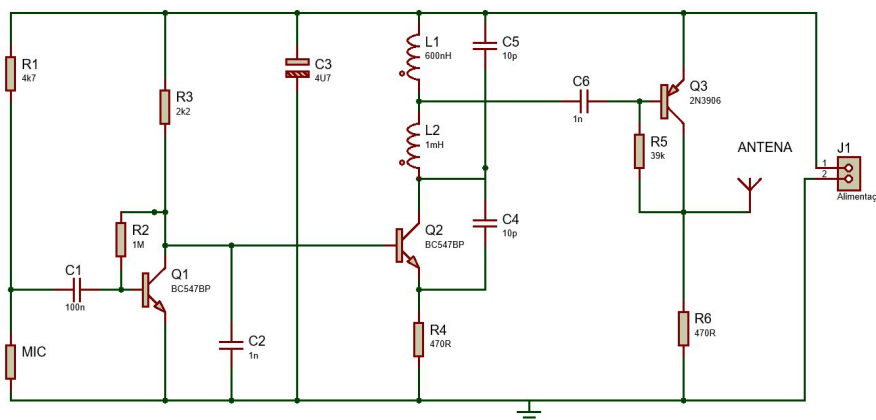 R1
4k7
R3
2k2
C3
4U7
L1
600nH
C5
10p
L2
1mH
C6
1n
Q3
2N3906
R5
39k
ANTENA
J1
1
2
Alimentaç
R2
1M
C1
100n
Q1
BC547BP
Q2
BC547BP
C4
10p
C2
1n
R4
470R
R6
470R
MIC